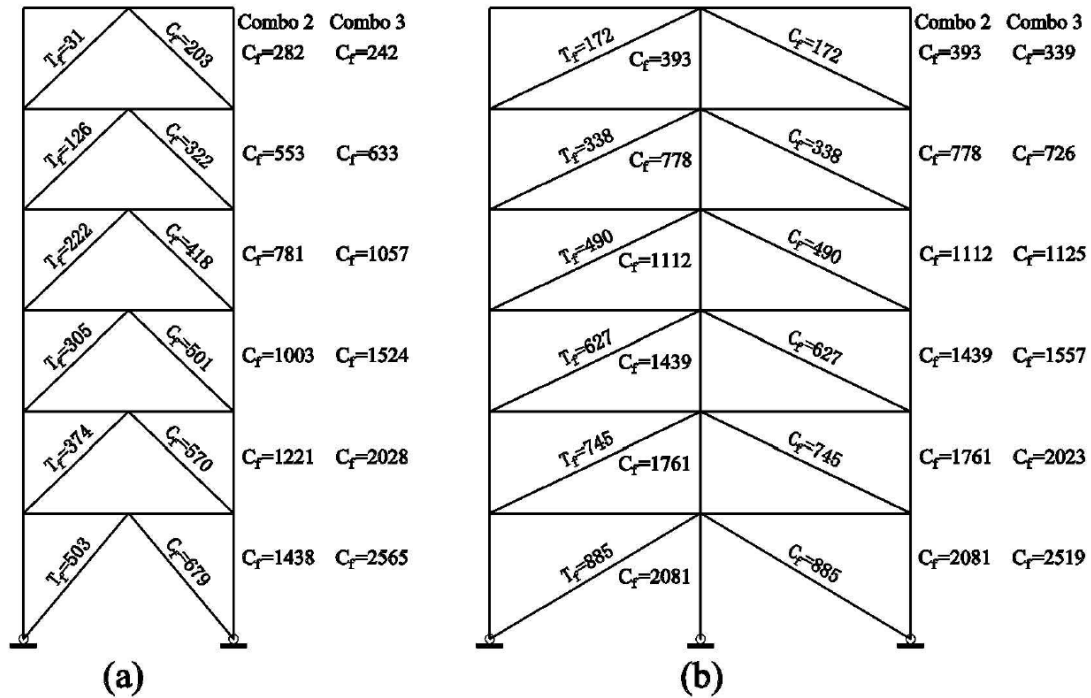 Combo 2 Combo 3
T_f=31 C_f=203 C_f=282 C_f=242
T_f=126 C_f=322 C_f=553 C_f=633
T_f=222 C_f=418 C_f=781 C_f=1057
T_f=305 C_f=501 C_f=1003 C_f=1524
T_f=374 C_f=570 C_f=1221 C_f=2028
T_f=503 C_f=679 C_f=1438 C_f=2565
(a)
Combo 2 Combo 3
T_f=172 C_f=393 C_f=172 C_f=393 C_f=339
T_f=338 C_f=778 C_f=338 C_f=778 C_f=726
T_f=490 C_f=1112 C_f=490 C_f=1112 C_f=1125
T_f=627 C_f=1439 C_f=627 C_f=1439 C_f=1557
T_f=745 C_f=1761 C_f=745 C_f=1761 C_f=2023
T_f=885 C_f=2081 C_f=885 C_f=2081 C_f=2519
(b)